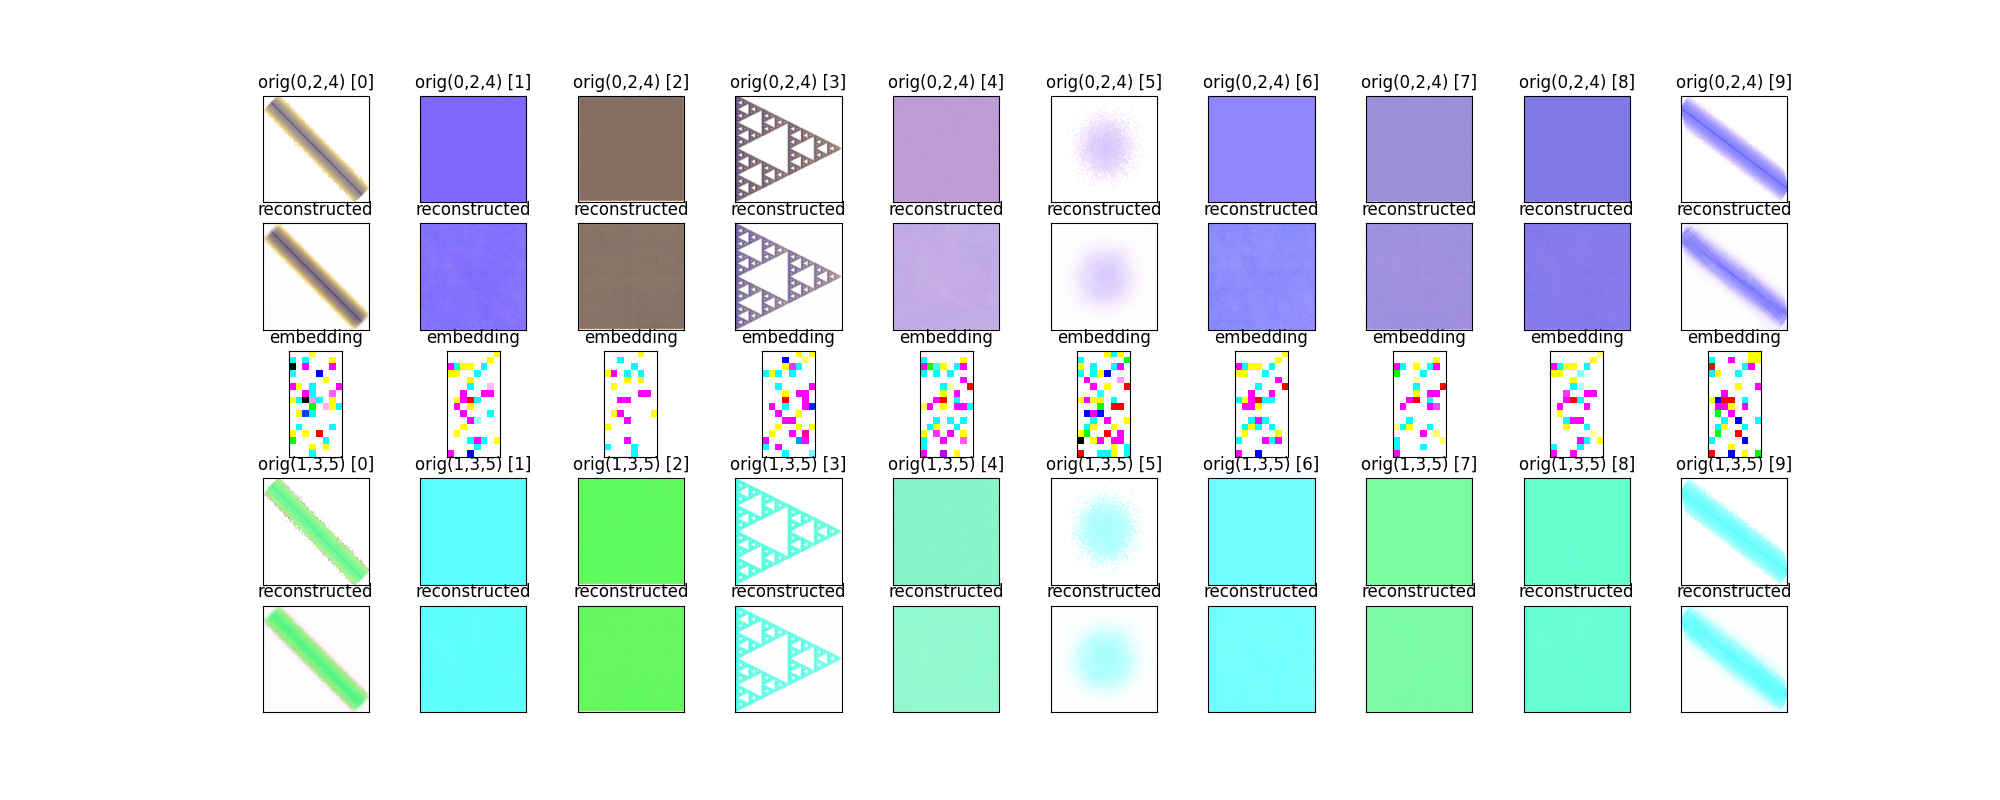 orig(0,2,4) [0] orig(0,2,4) [1] orig(0,2,4) [2] orig(0,2,4) [3] orig(0,2,4) [4] orig(0,2,4) [5] orig(0,2,4) [6] orig(0,2,4) [7] orig(0,2,4) [8] orig(0,2,4) [9]
reconstructed reconstructed reconstructed reconstructed reconstructed reconstructed reconstructed reconstructed reconstructed reconstructed
embedding embedding embedding embedding embedding embedding embedding embedding embedding embedding
orig(1,3,5) [0] orig(1,3,5) [1] orig(1,3,5) [2] orig(1,3,5) [3] orig(1,3,5) [4] orig(1,3,5) [5] orig(1,3,5) [6] orig(1,3,5) [7] orig(1,3,5) [8] orig(1,3,5) [9]
reconstructed reconstructed reconstructed reconstructed reconstructed reconstructed reconstructed reconstructed reconstructed reconstructed